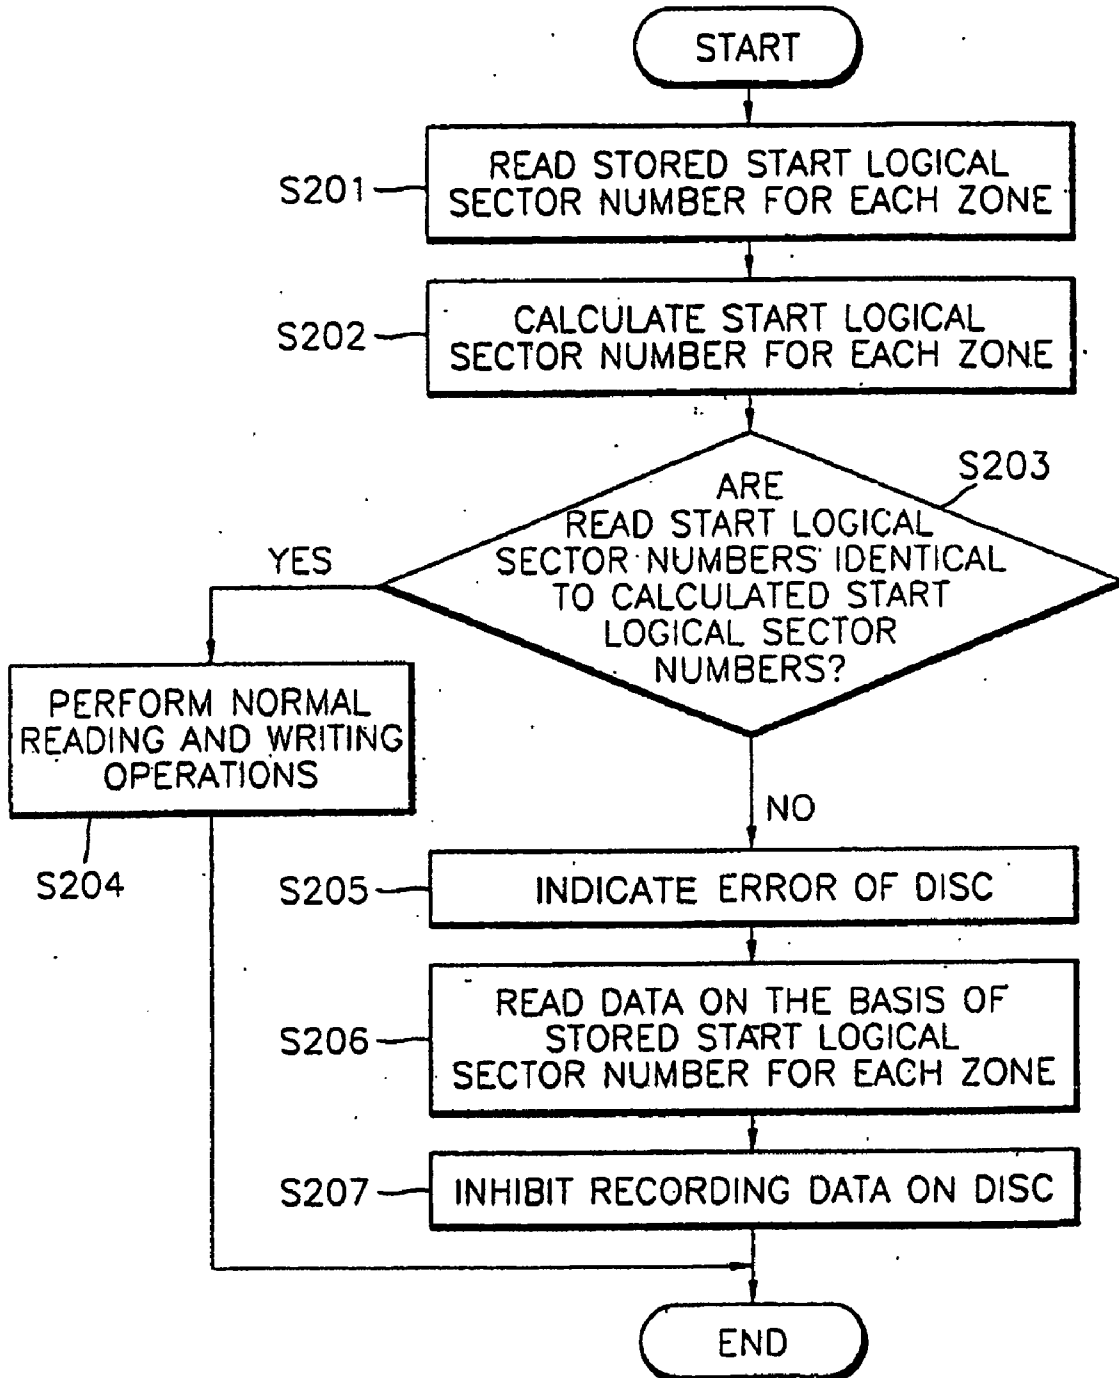 START
S201
READ STORED START LOGICAL
SECTOR NUMBER FOR EACH ZONE
S202
CALCULATE START LOGICAL
SECTOR NUMBER FOR EACH ZONE
S203
ARE
READ START LOGICAL
SECTOR NUMBERS IDENTICAL
TO CALCULATED START
LOGICAL SECTOR
NUMBERS?
YES
PERFORM NORMAL
READING AND WRITING
OPERATIONS
S204
NO
S205
INDICATE ERROR OF DISC
S206
READ DATA ON THE BASIS OF
STORED START LOGICAL
SECTOR NUMBER FOR EACH ZONE
S207
INHIBIT RECORDING DATA ON DISC
END